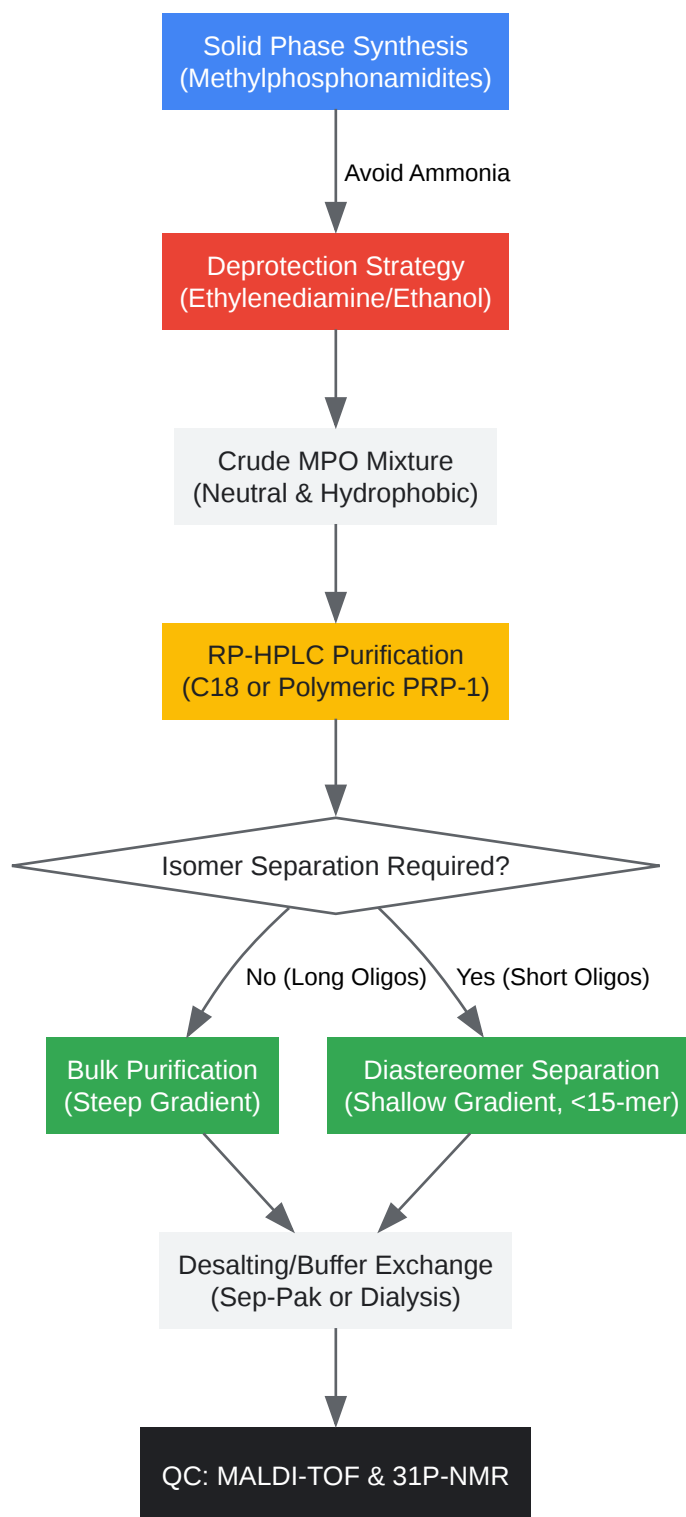 Solid Phase Synthesis
(Methylphosphonamidites)
Avoid Ammonia
Deprotection Strategy
(Ethylenediamine/Ethanol)
Crude MPO Mixture
(Neutral & Hydrophobic)
RP-HPLC Purification
(C18 or Polymeric PRP-1)
Isomer Separation Required?
No (Long Oligos)
Yes (Short Oligos)
Bulk Purification
(Steep Gradient)
Diastereomer Separation
(Shallow Gradient, <15-mer)
Desalting/Buffer Exchange
(Sep-Pak or Dialysis)
QC: MALDI-TOF & 31P-NMR